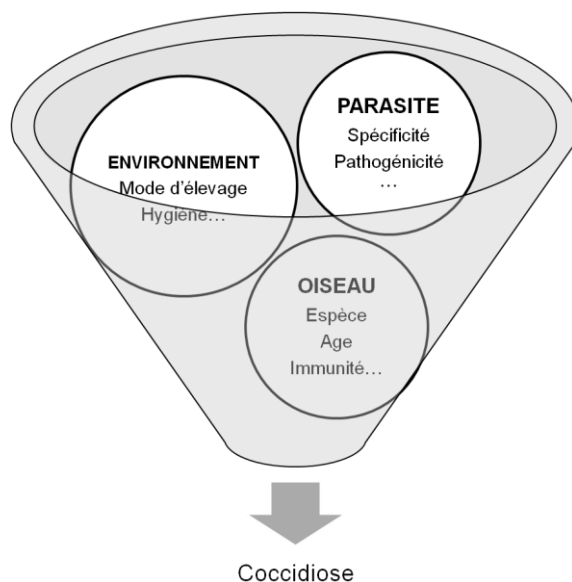 PARASITE
Spécificité
Pathogénicité
…
ENVIRONNEMENT
Mode d'élevage
Hygiène…
OISEAU
Espèce
Age
Immunité…
Coccidiose